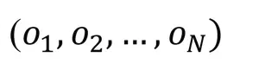 (o₁, o₂, ..., o_N)